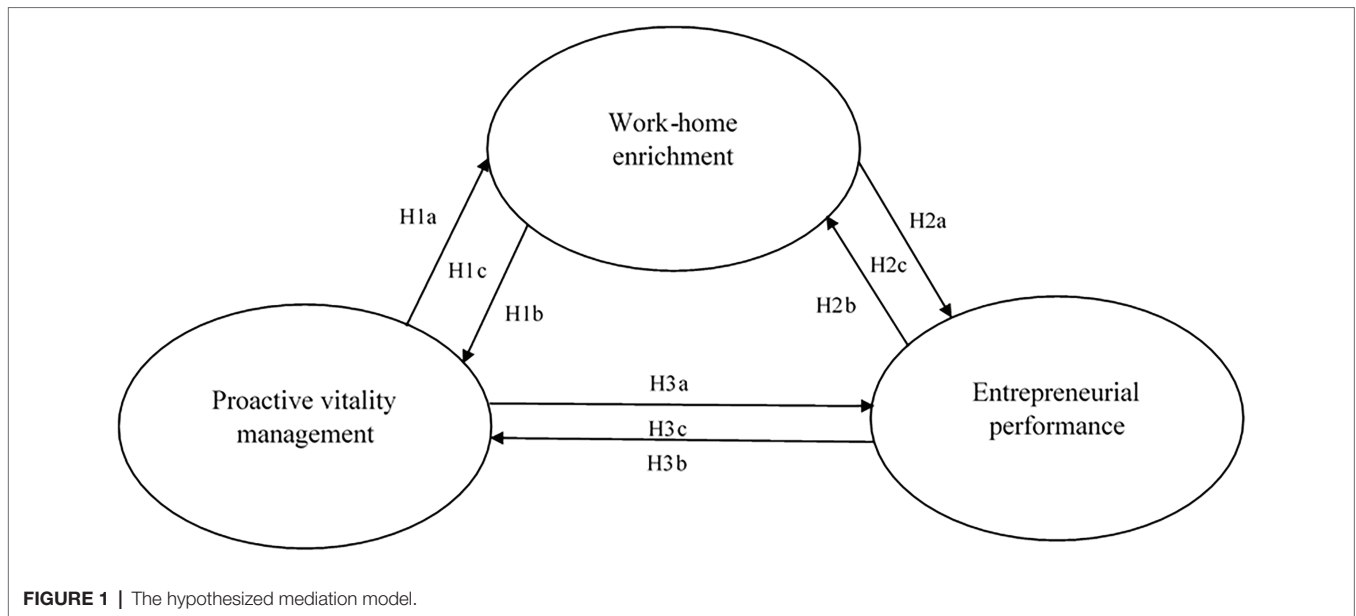 Work-home
enrichment
H1a
H2a
H1c
H2c
H1b
H2b
Proactive vitality
management
H3a
Entrepreneurial
performance
H3c
H3b
FIGURE 1 | The hypothesized mediation model.